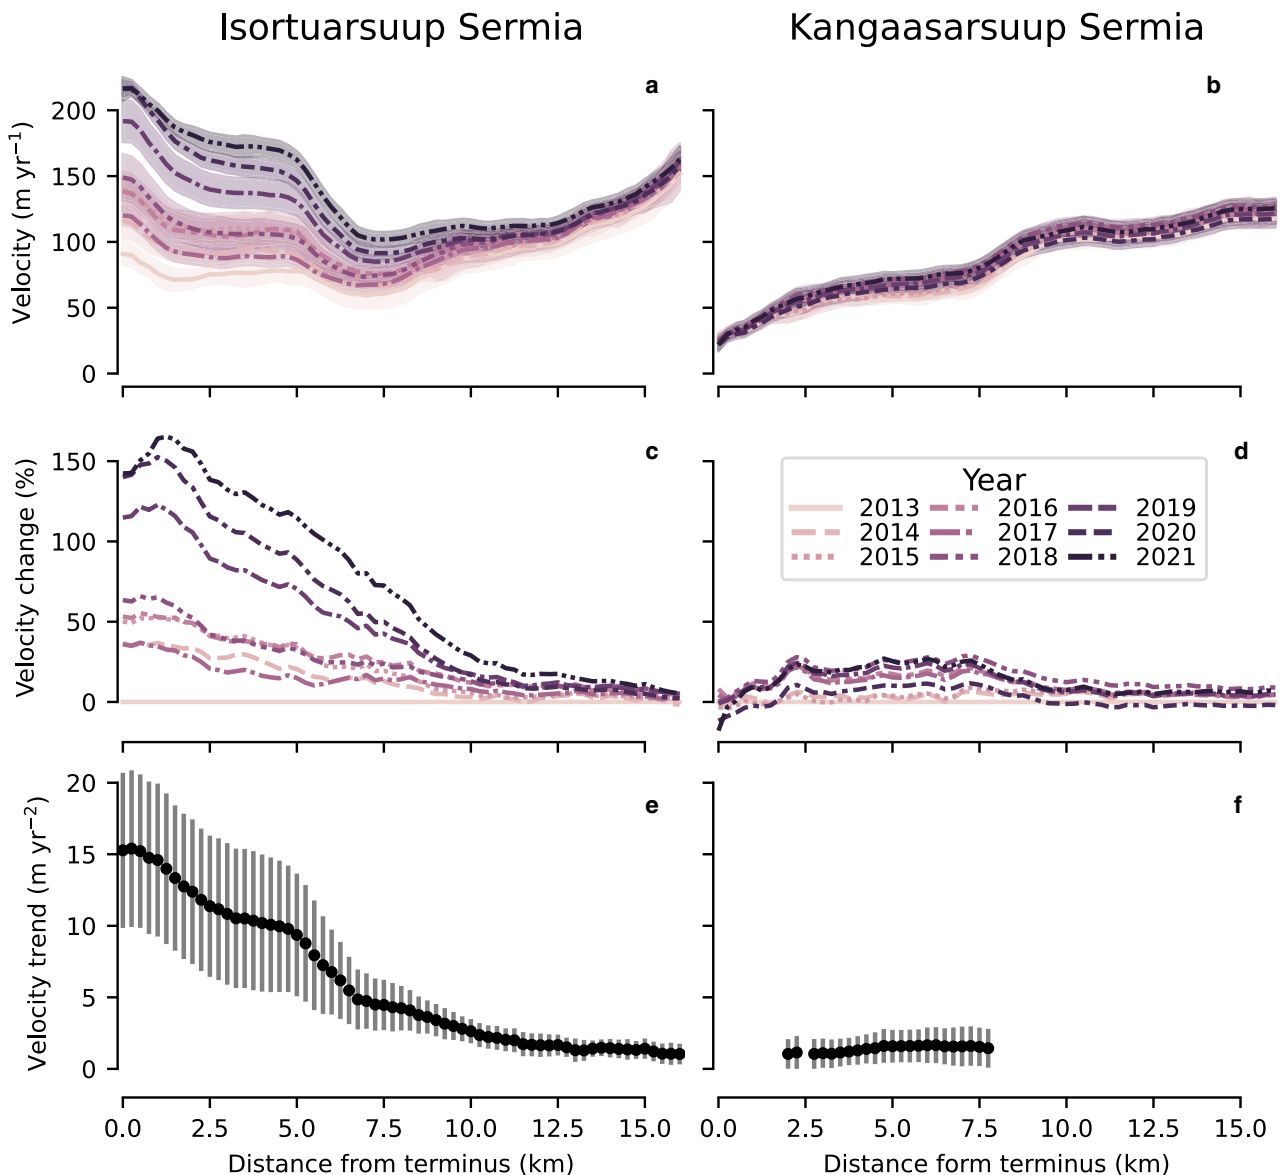 Isortuarsuup Sermia
Kangaasarsuup Sermia
a
b
Velocity (m yr⁻¹)
200
150
100
50
0
0
c
d
Velocity change (%)
150
100
50
0
Year
2013 2016 2019
2014 2017 2020
2015 2018 2021
e
f
Velocity trend (m yr⁻²)
20
15
10
5
0
0.0 2.5 5.0 7.5 10.0 12.5 15.0
0.0 2.5 5.0 7.5 10.0 12.5 15.0
Distance from terminus (km)
Distance form terminus (km)